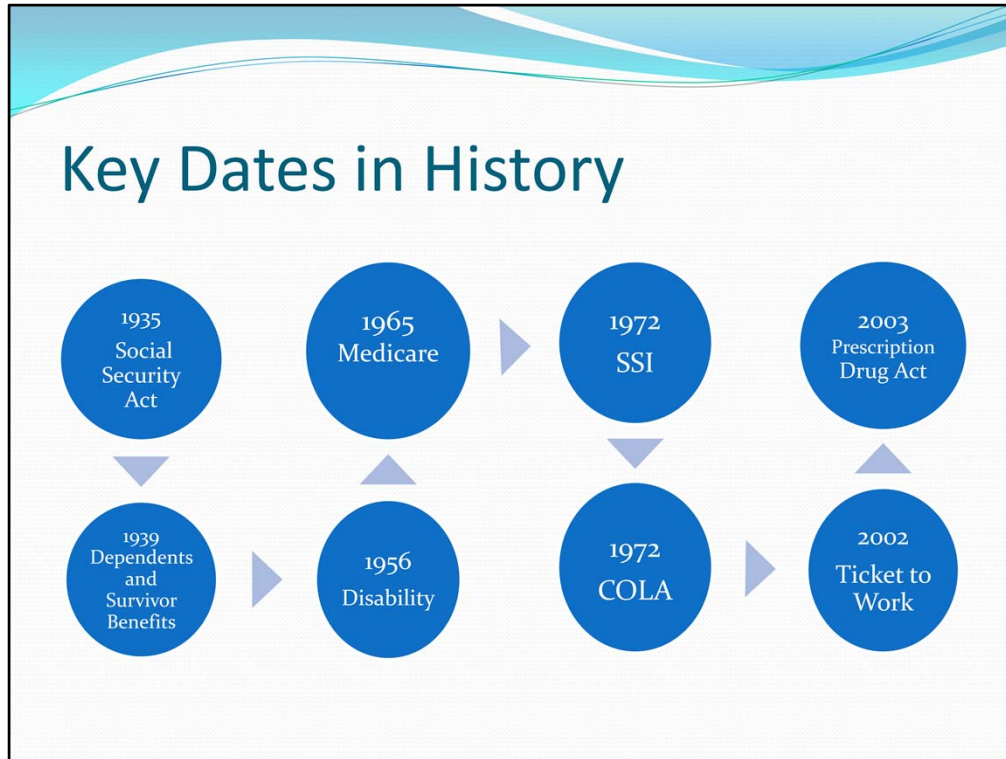 Key Dates in History
1935
Social
Security
Act
1939
Dependents
and
Survivor
Benefits
1956
Disability
1965
Medicare
1972
SSI
1972
COLA
2002
Ticket to
Work
2003
Prescription
Drug Act